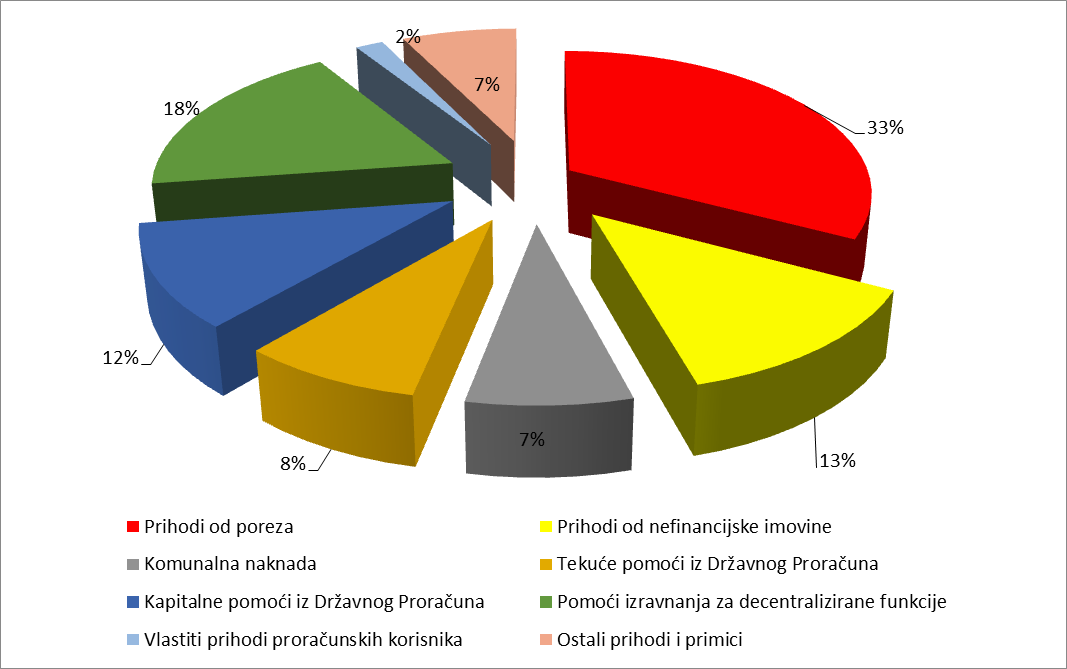 2%
7%
18%
33%
12%
8%
7%
13%
Prihodi od poreza
Prihodi od nefinancijske imovine
Komunalna naknada
Tekuće pomoći iz Državnog Proračuna
Kapitalne pomoći iz Državnog Proračuna
Pomoći izravnanja za decentralizirane funkcije
Vlastiti prihodi proračunskih korisnika
Ostali prihodi i primici